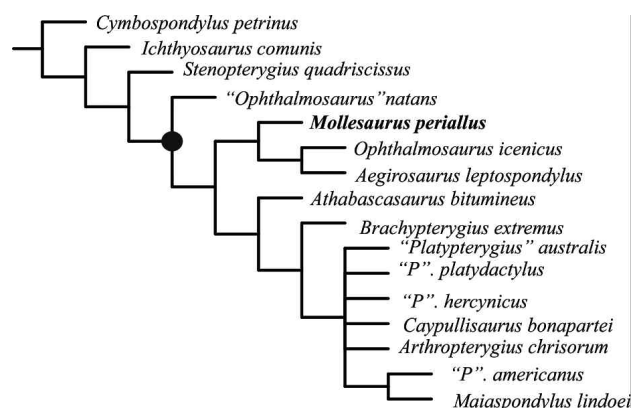 Cymbospondylus petrinus
Ichthyosaurus comunis
Stenopterygius quadriscissus
“Ophthalmosaurus”natans
Mollesaurus periallus
Ophthalmosaurus icenicus
Aegirosaurus leptospondylus
Athabascasaurus bitumineus
Brachypterygius extremus
“Platypterygius” australis
“P”. platydactylus
“P”. hercynicus
Caypullisaurus bonapartei
Arthropterygius chrisorum
“P”. americanus
Maiaspondylus lindoei